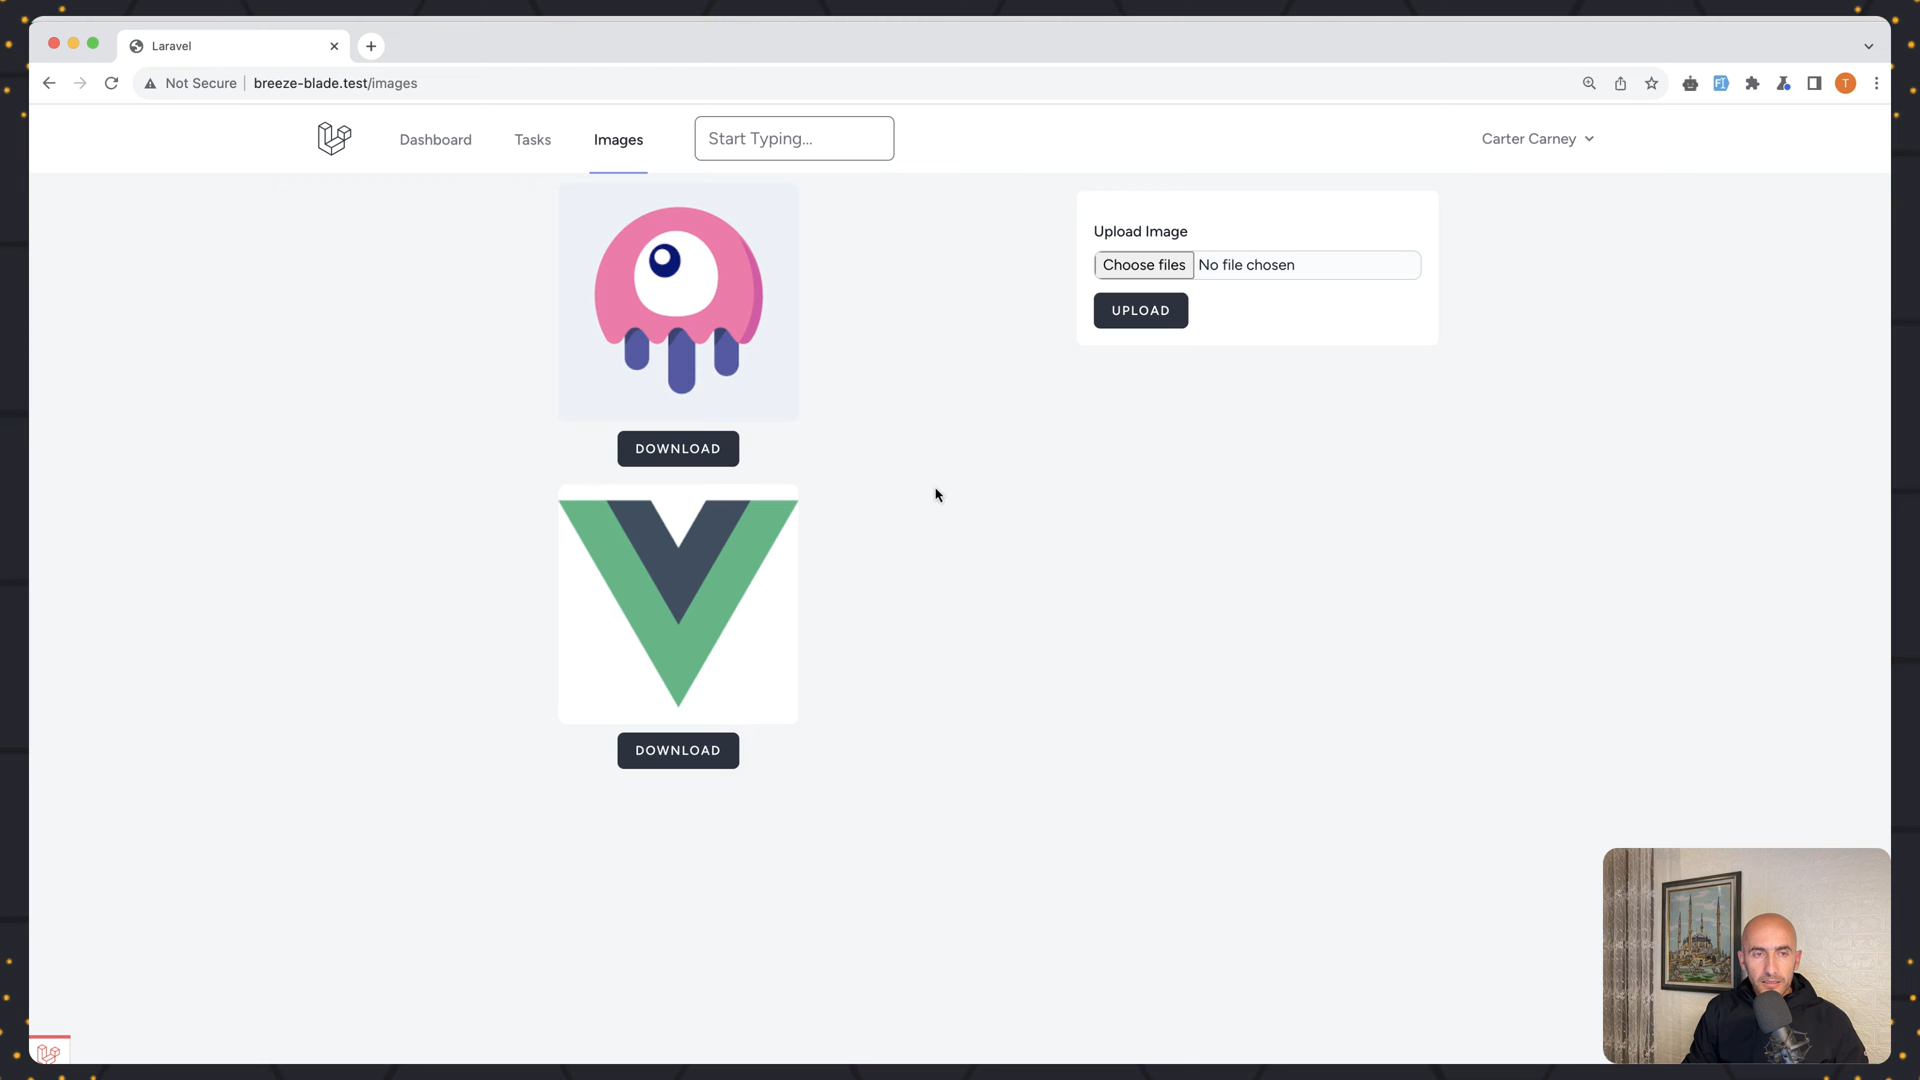 Laravel
Not Secure
breeze-blade.test/images
T
Dashboard
Tasks
Images
Start Typing...
Carter Carney
Upload Image
Choose files
No file chosen
UPLOAD
DOWNLOAD
DOWNLOAD